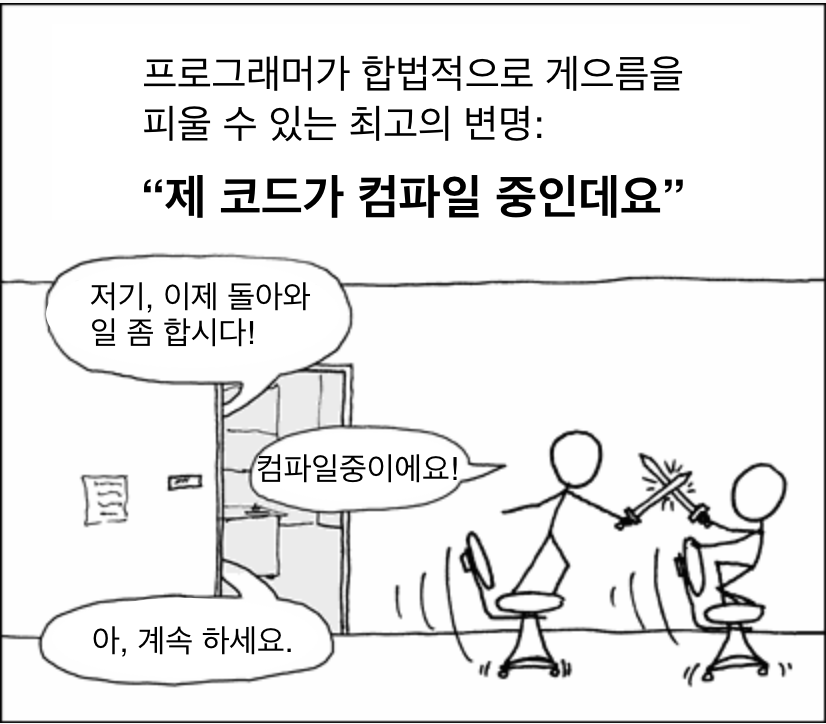 프로그래머가 합법적으로 게으름을
피울 수 있는 최고의 변명:
“제 코드가 컴파일 중인데요”
저기, 이제 돌아와
일 좀 합시다!
컴파일중이에요!
아, 계속 하세요.